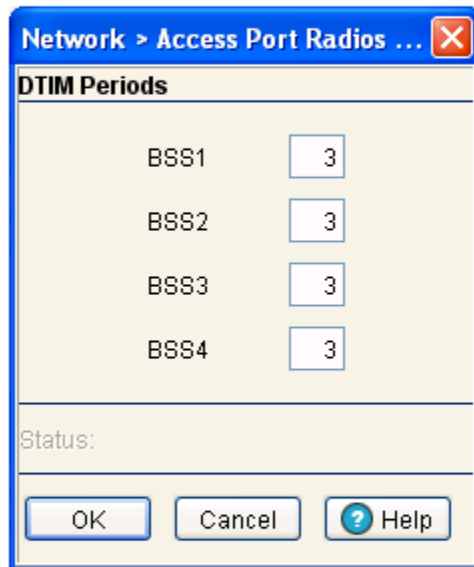 Network > Access Port Radios ...
DTIM Periods
BSS1 3
BSS2 3
BSS3 3
BSS4 3
Status:
OK Cancel ? Help